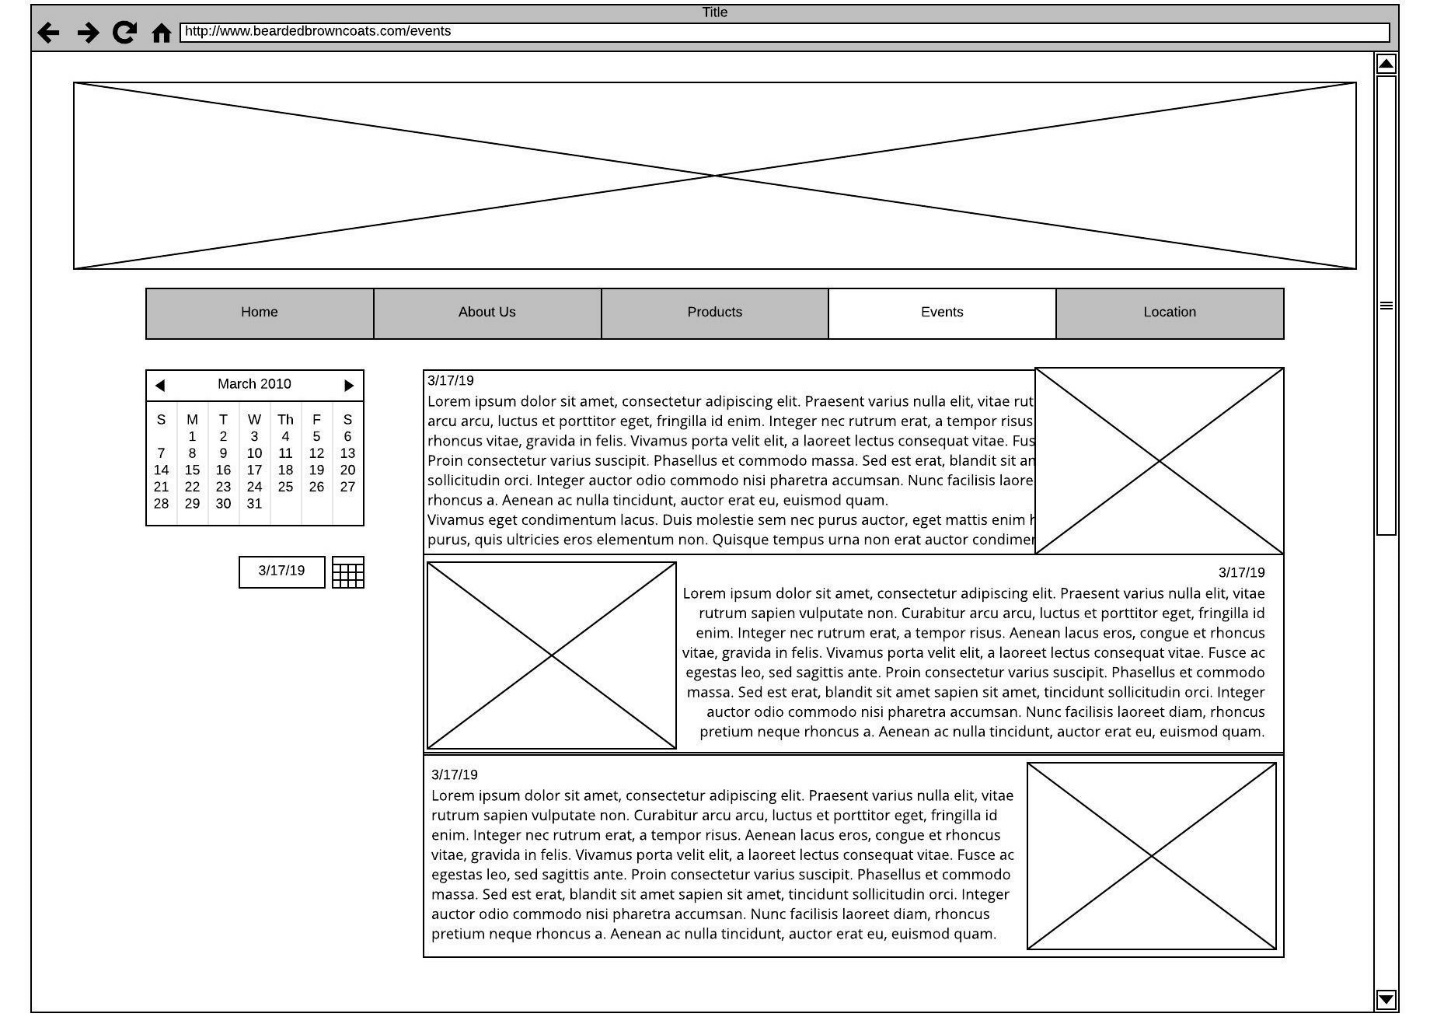 Title
http://www.beardedbrowncoats.com/events
Home
About Us
Products
Events
Location
March 2010
S M T W Th F S
1 2 3 4 5 6
7 8 9 10 11 12 13
14 15 16 17 18 19 20
21 22 23 24 25 26 27
28 29 30 31
3/17/19
3/17/19
Lorem ipsum dolor sit amet, consectetur adipiscing elit. Praesent varius nulla elit, vitae rut
arcu arcu, luctus et porttitor eget, fringilla id enim. Integer nec rutrum erat, a tempor risus
rhoncus vitae, gravida in felis. Vivamus porta velit elit, a laoreet lectus consequat vitae. Fus
Proin consectetur varius suscipit. Phasellus et commodo massa. Sed est erat, blandit sit an
sollicitudin orci. Integer auctor odio commodo nisi pharetra accumsan. Nunc facilisis laore
rhoncus a. Aenean ac nulla tincidunt, auctor erat eu, euismod quam.
Vivamus eget condimentum lacus. Duis molestie sem nec purus auctor, eget mattis enim h
purus, quis ultricies eros elementum non. Quisque tempus urna non erat auctor condimer
3/17/19
Lorem ipsum dolor sit amet, consectetur adipiscing elit. Praesent varius nulla elit, vitae
rutrum sapien vulputate non. Curabitur arcu arcu, luctus et porttitor eget, fringilla id
enim. Integer nec rutrum erat, a tempor risus. Aenean lacus eros, congue et rhoncus
vitae, gravida in felis. Vivamus porta velit elit, a laoreet lectus consequat vitae. Fusce ac
egestas leo, sed sagittis ante. Proin consectetur varius suscipit. Phasellus et commodo
massa. Sed est erat, blandit sit amet sapien sit amet, tincidunt sollicitudin orci. Integer
auctor odio commodo nisi pharetra accumsan. Nunc facilisis laoreet diam, rhoncus
pretium neque rhoncus a. Aenean ac nulla tincidunt, auctor erat eu, euismod quam.
3/17/19
Lorem ipsum dolor sit amet, consectetur adipiscing elit. Praesent varius nulla elit, vitae
rutrum sapien vulputate non. Curabitur arcu arcu, luctus et porttitor eget, fringilla id
enim. Integer nec rutrum erat, a tempor risus. Aenean lacus eros, congue et rhoncus
vitae, gravida in felis. Vivamus porta velit elit, a laoreet lectus consequat vitae. Fusce ac
egestas leo, sed sagittis ante. Proin consectetur varius suscipit. Phasellus et commodo
massa. Sed est erat, blandit sit amet sapien sit amet, tincidunt sollicitudin orci. Integer
auctor odio commodo nisi pharetra accumsan. Nunc facilisis laoreet diam, rhoncus
pretium neque rhoncus a. Aenean ac nulla tincidunt, auctor erat eu, euismod quam.